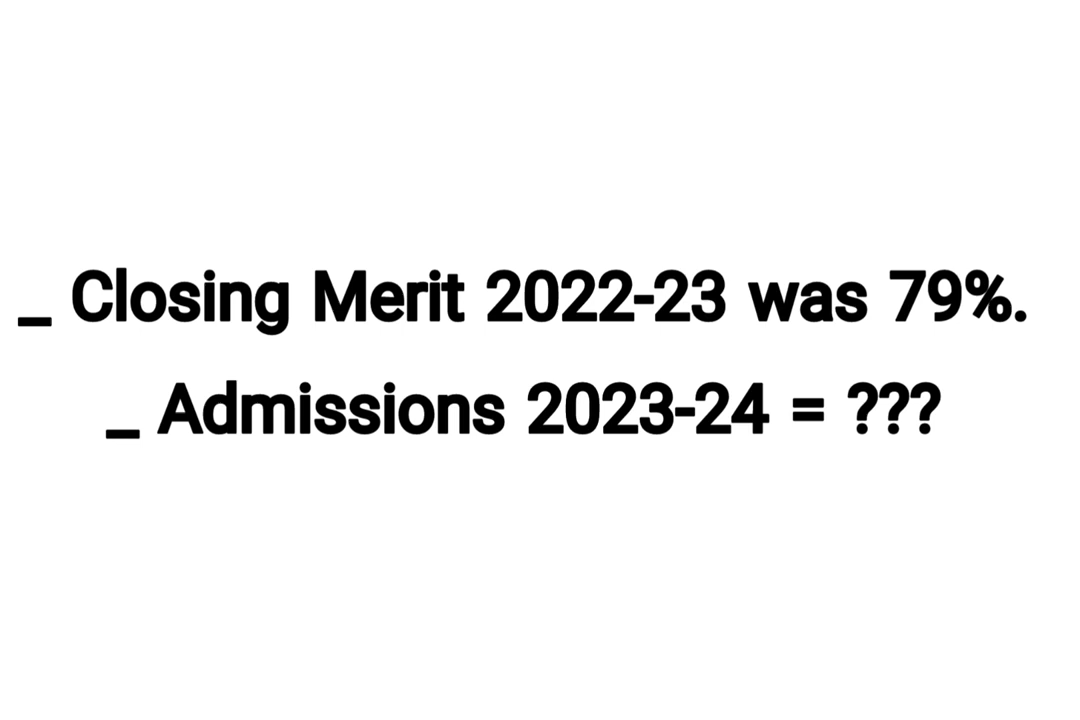 _ Closing Merit 2022-23 was 79%.
_ Admissions 2023-24 = ???